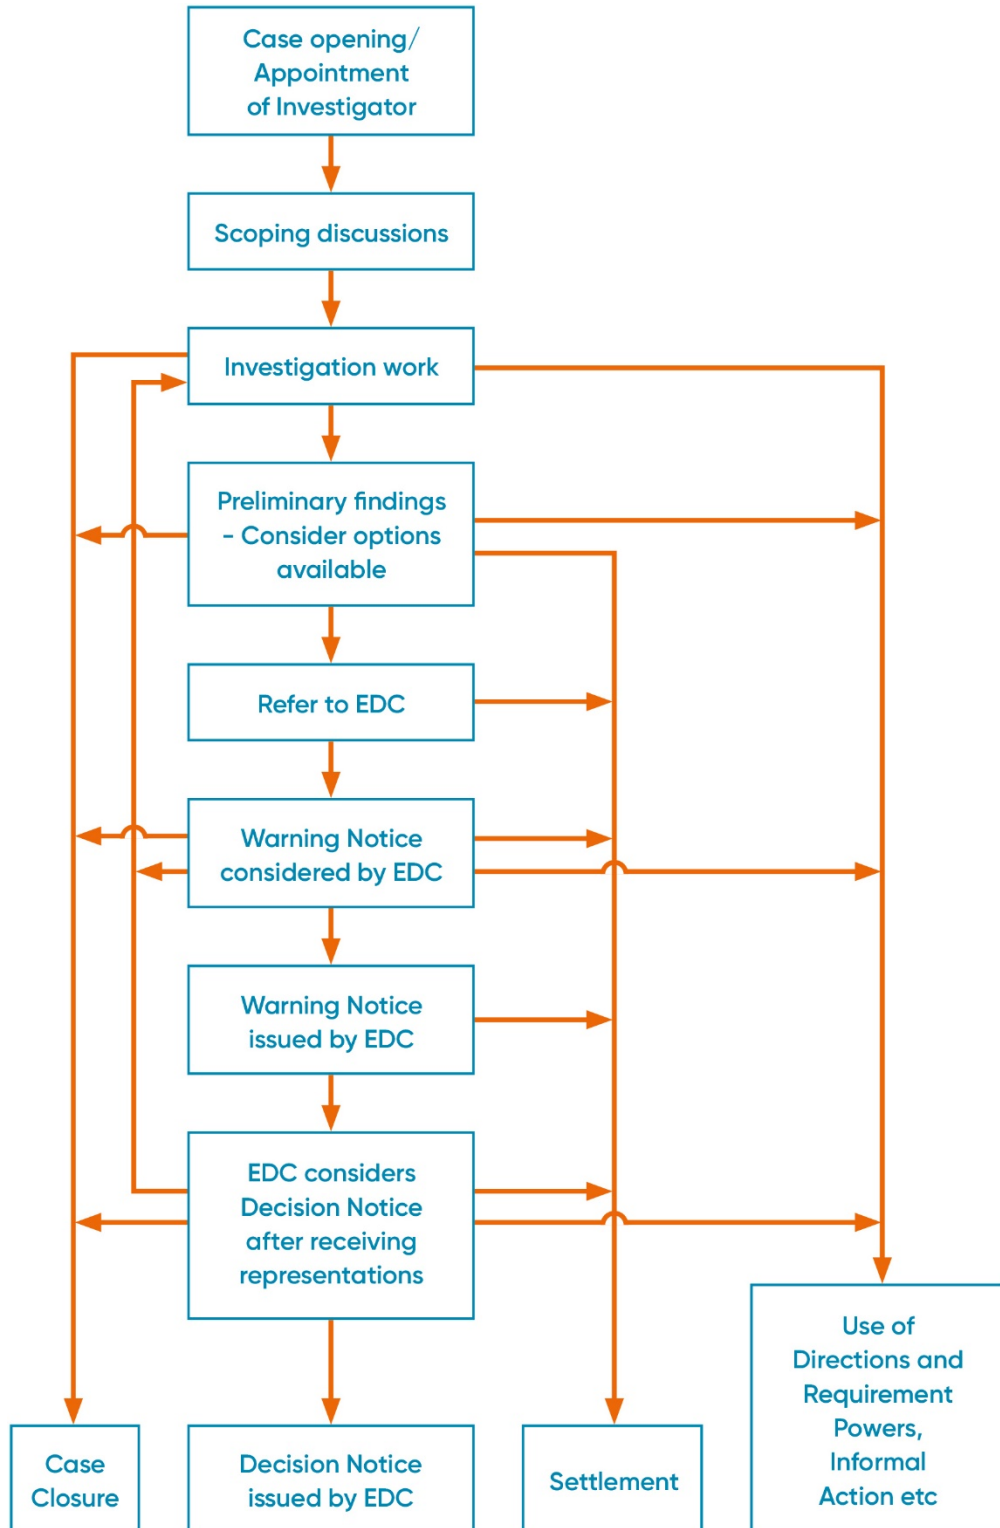 Case opening/
Appointment
of Investigator
Scoping discussions
Investigation work
Preliminary findings
- Consider options
available
Refer to EDC
Warning Notice
considered by EDC
Warning Notice
issued by EDC
EDC considers
Decision Notice
after receiving
representations
Case
Closure
Decision Notice
issued by EDC
Settlement
Use of
Directions and
Requirement
Powers,
Informal
Action etc